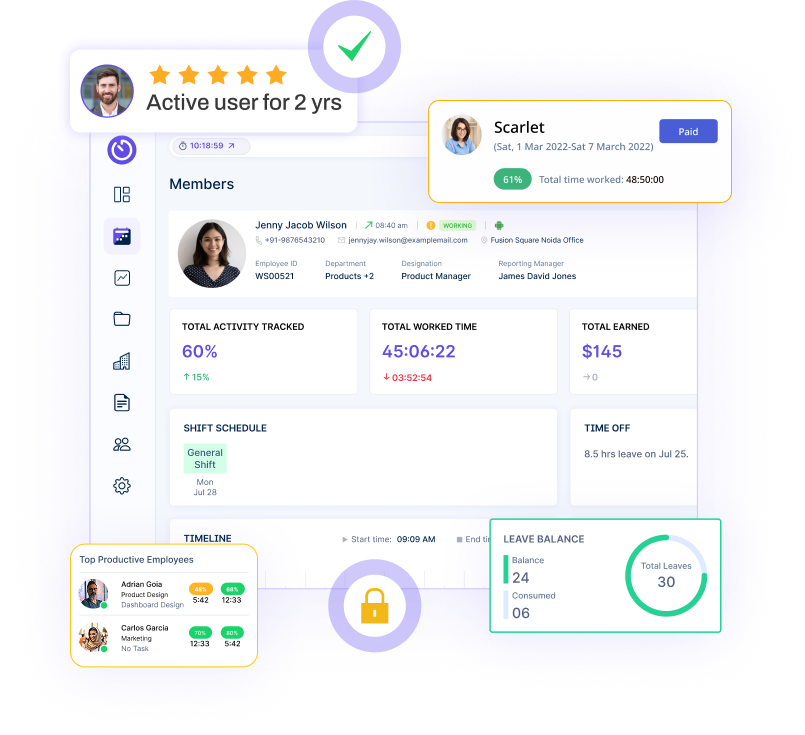 Active user for 2 yrs
Scarlet
Paid
(Sat, 1 Mar 2022-Sat 7 March 2022)
61%
Total time worked: 48:50:00
10:18:59
Members
Jenny Jacob Wilson
08:40 am
WORKING
+91-9876543210
jennyjay.wilson@examplemail.com
Fusion Square Noida Office
Employee ID
Department
Designation
Reporting Manager
WS00521
Products +2
Product Manager
James David Jones
TOTAL ACTIVITY TRACKED
TOTAL WORKED TIME
TOTAL EARNED
60%
45:06:22
$145
15%
03:52:54
0
SHIFT SCHEDULE
TIME OFF
General
Shift
8.5 hrs leave on Jul 25.
Mon
Jul 28
TIMELINE
Start time: 09:09 AM
End
LEAVE BALANCE
Balance
24
Consumed
06
Total Leaves
30
Top Productive Employees
Adrian Goia
Product Design
Dashboard Design
5:42
12:33
Carlos Garcia
Marketing
No Task
70%
80%
12:33
5:42